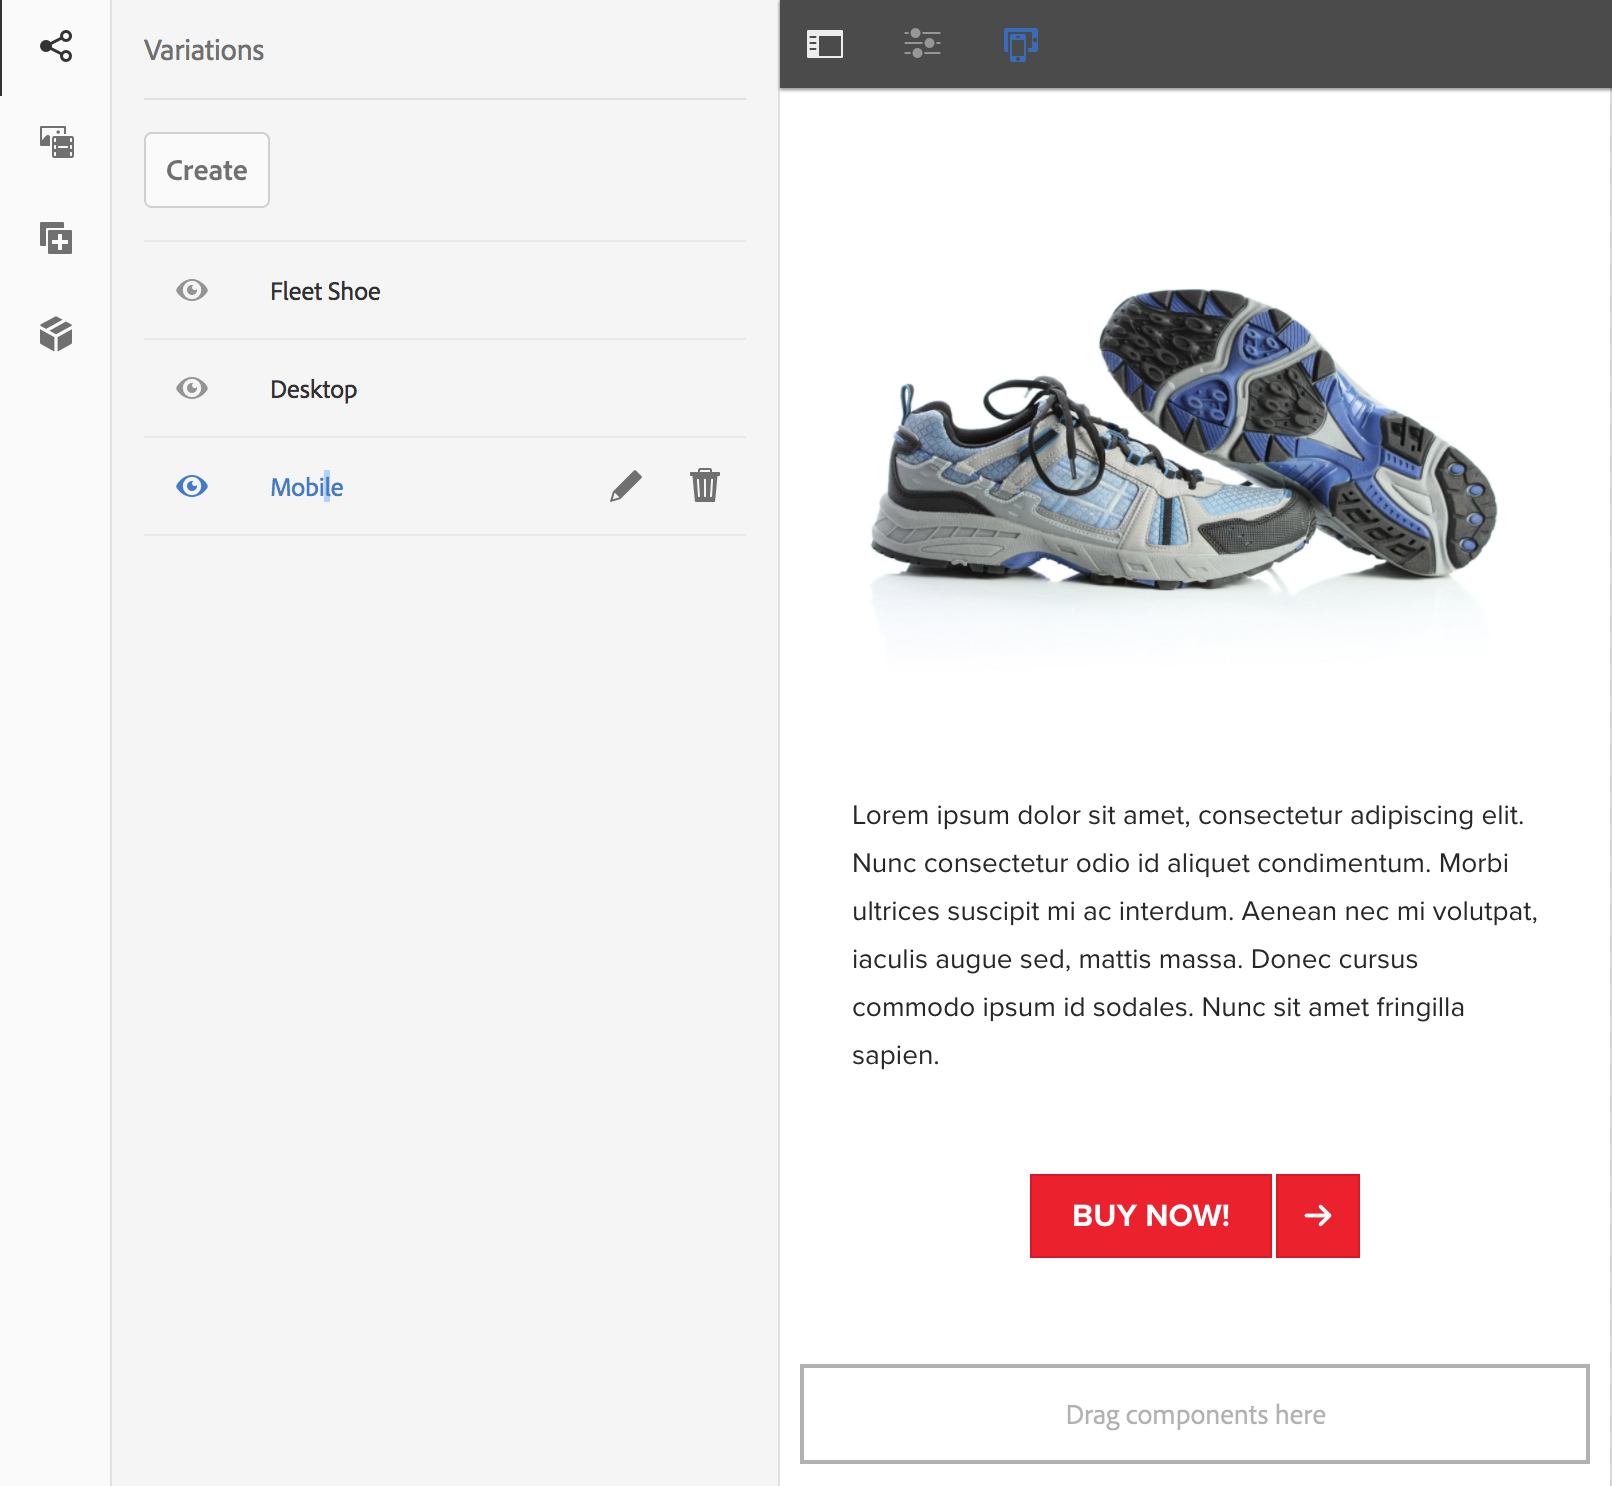 Variations
Create
Fleet Shoe
Desktop
Mobile
Lorem ipsum dolor sit amet, consectetur adipiscing elit.
Nunc consectetur odio id aliquet condimentum. Morbi
ultrices suscipit mi ac interdum. Aenean nec mi volutpat,
iaculis augue sed, mattis massa. Donec cursus
commodo ipsum id sodales. Nunc sit amet fringilla
sapien.
BUY NOW!
Drag components here